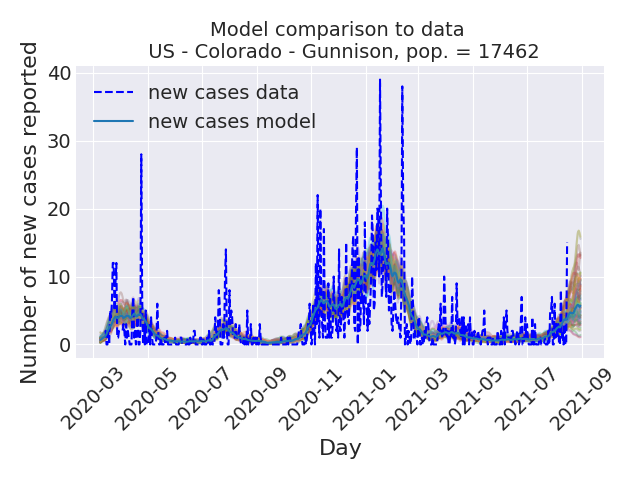 Model comparison to data
US - Colorado - Gunnison, pop. = 17462
Number of new cases reported
40
30
20
10
0
new cases data
new cases model
2020-03
2020-05
2020-07
2020-09
2020-11
2021-01
2021-03
2021-05
2021-07
2021-09
Day